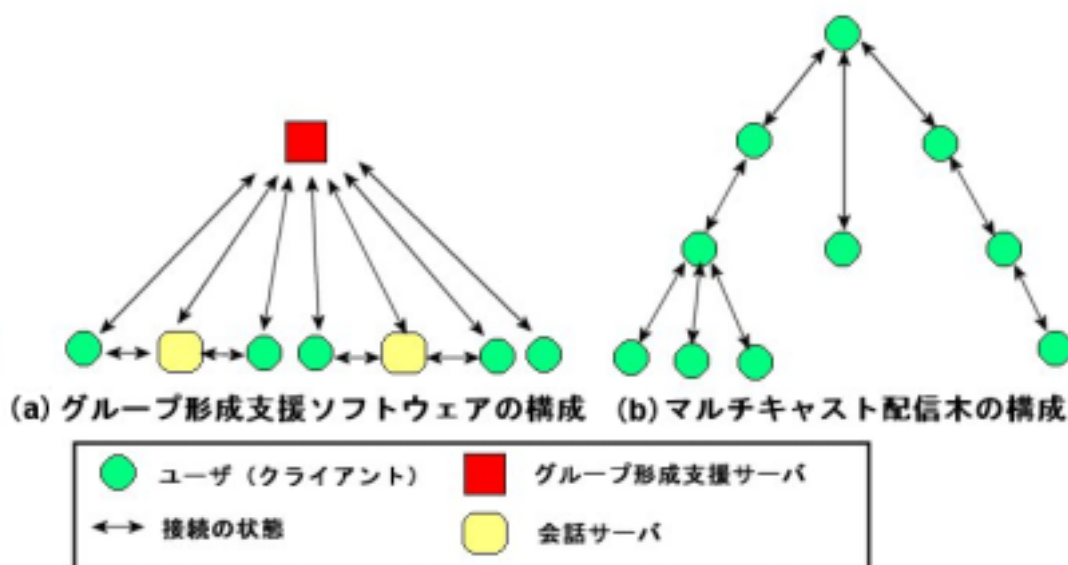 (a) グループ形成支援ソフトウェアの構成
(b) マルチキャスト配信木の構成
ユーザ（クライアント）
グループ形成支援サーバ
接続の状態
会話サーバ